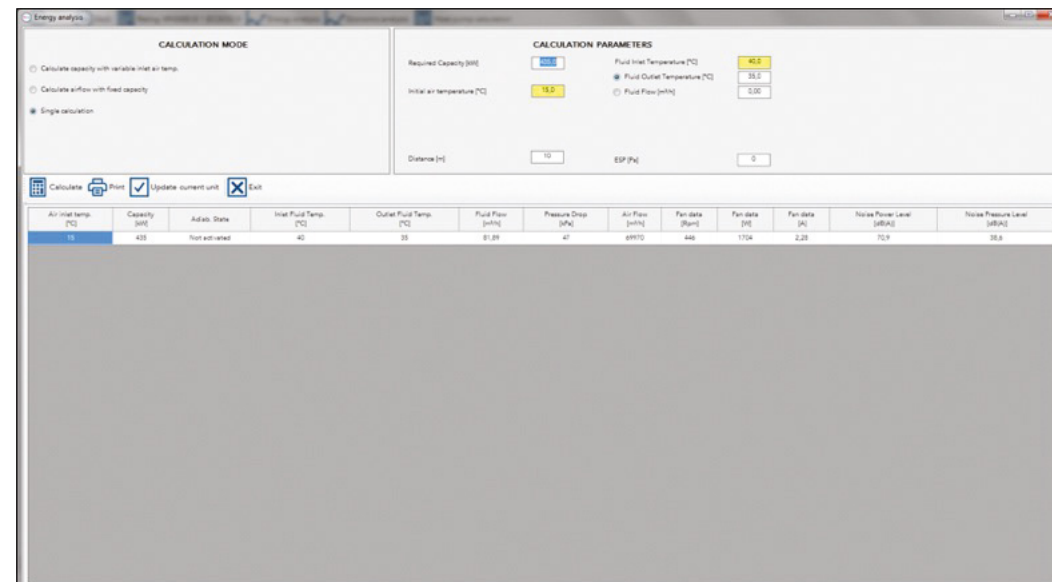 Energy analysis
CALCULATION MODE
Calculate capacity with variable inlet air temp.
Calculate airflow with fixed capacity
Single calculation
CALCULATION PARAMETERS
Required Capacity [kW]
Fluid Inlet Temperature [°C] 40,0
Fluid Outlet Temperature [°C] 35,0
Initial air temperature [°C] 15,0
Fluid Flow [m³/h] 0,00
Distance [m] 10
ESP [Pa] 0
Calculate Print Update current unit Exit
Air inlet temp. [°C] Capacity [kW] Adiab. State Inlet Fluid Temp. [°C] Outlet Fluid Temp. [°C] Fluid Flow [m³/h] Pressure Drop [kPa] Air Flow [m³/h] Fan data [Rpm] Fan data [W] Fan data [A] Noise Power Level [dB(A)] Noise Pressure Level [dB(A)]
15 435 Not activated 40 35 81,89 47 69970 446 1704 2,28 70,9 38,6